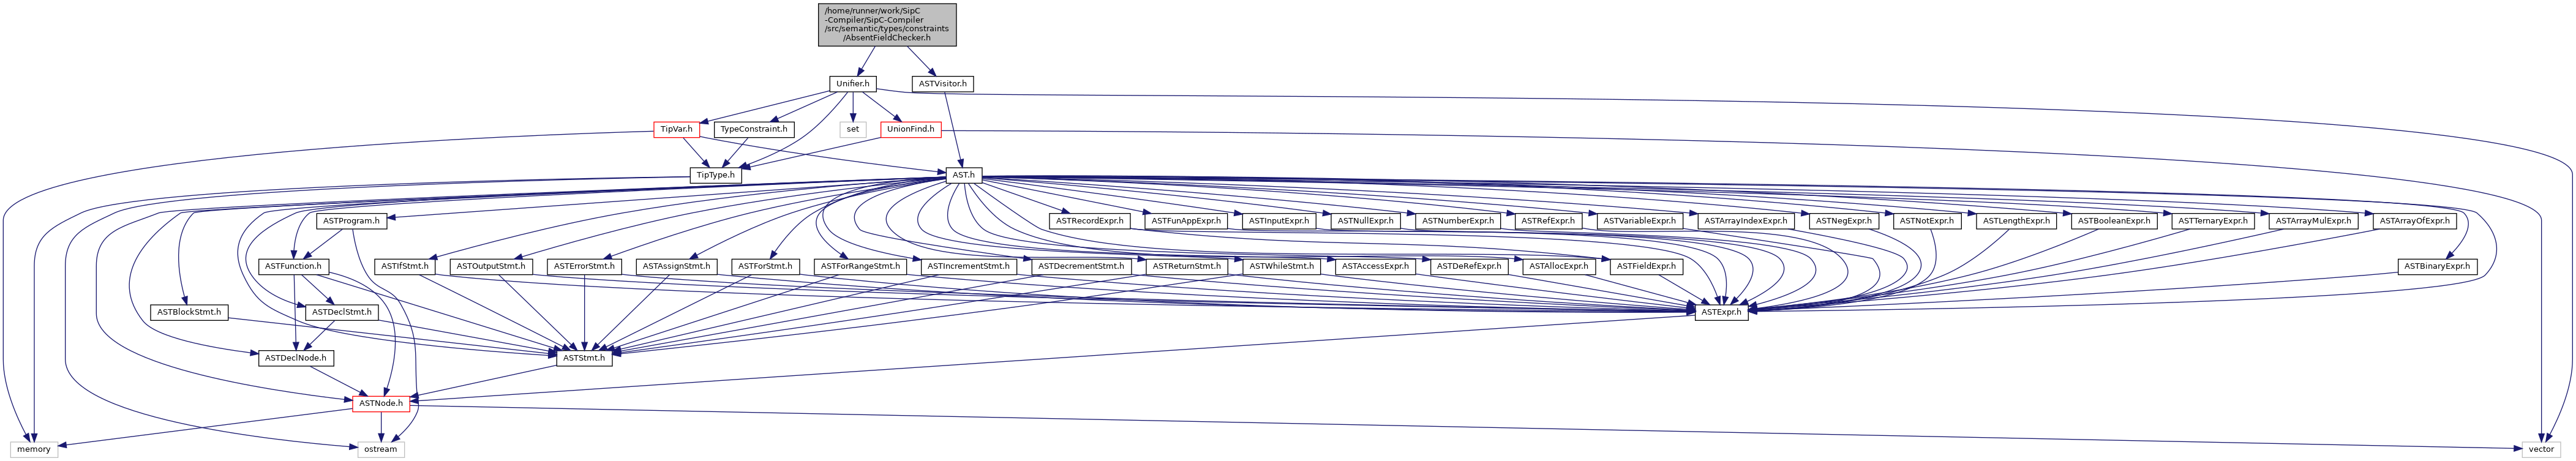 /home/runner/work/SipC
-Compiler/SipC-Compiler
/src/semantic/types/constraints
/AbsentFieldChecker.h
Unifier.h
ASTVisitor.h
TipVar.h
TypeConstraint.h
set
UnionFind.h
TipType.h
AST.h
ASTProgram.h
ASTRecordExpr.h
ASTFunAppExpr.h
ASTInputExpr.h
ASTNullExpr.h
ASTNumberExpr.h
ASTRefExpr.h
ASTVariableExpr.h
ASTArrayIndexExpr.h
ASTNegExpr.h
ASTNotExpr.h
ASTLengthExpr.h
ASTBooleanExpr.h
ASTTernaryExpr.h
ASTArrayMulExpr.h
ASTArrayOfExpr.h
ASTFunction.h
ASTIfStmt.h
ASTOutputStmt.h
ASTErrorStmt.h
ASTAssignStmt.h
ASTForStmt.h
ASTForRangeStmt.h
ASTIncrementStmt.h
ASTDecrementStmt.h
ASTReturnStmt.h
ASTWhileStmt.h
ASTAccessExpr.h
ASTDeRefExpr.h
ASTAllocExpr.h
ASTFieldExpr.h
ASTBinaryExpr.h
ASTBlockStmt.h
ASTDeclStmt.h
ASTExpr.h
ASTDeclNode.h
ASTStmt.h
ASTNode.h
memory
ostream
vector